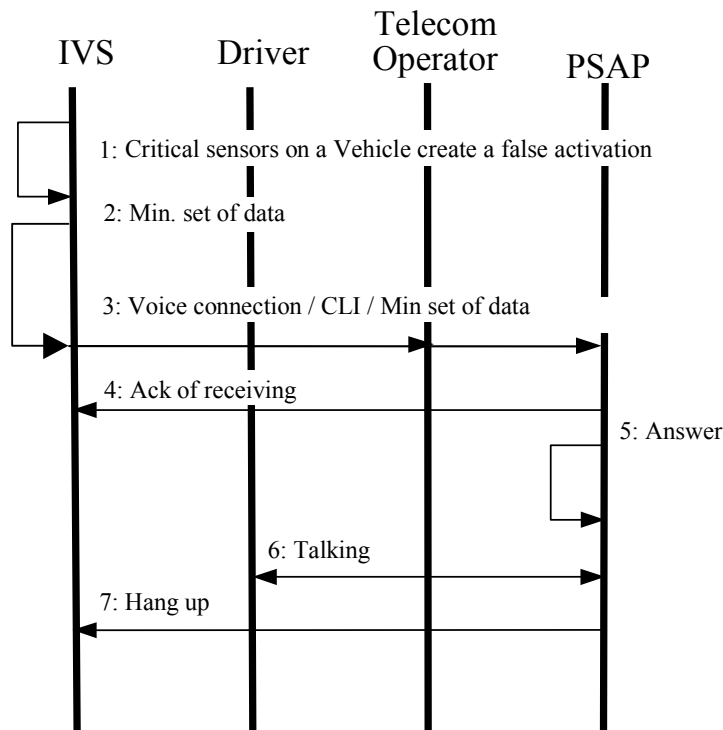 IVS
Driver
Telecom
Operator
PSAP
1: Critical sensors on a Vehicle create a false activation
2: Min. set of data
3: Voice connection / CLI / Min set of data
4: Ack of receiving
5: Answer
6: Talking
7: Hang up